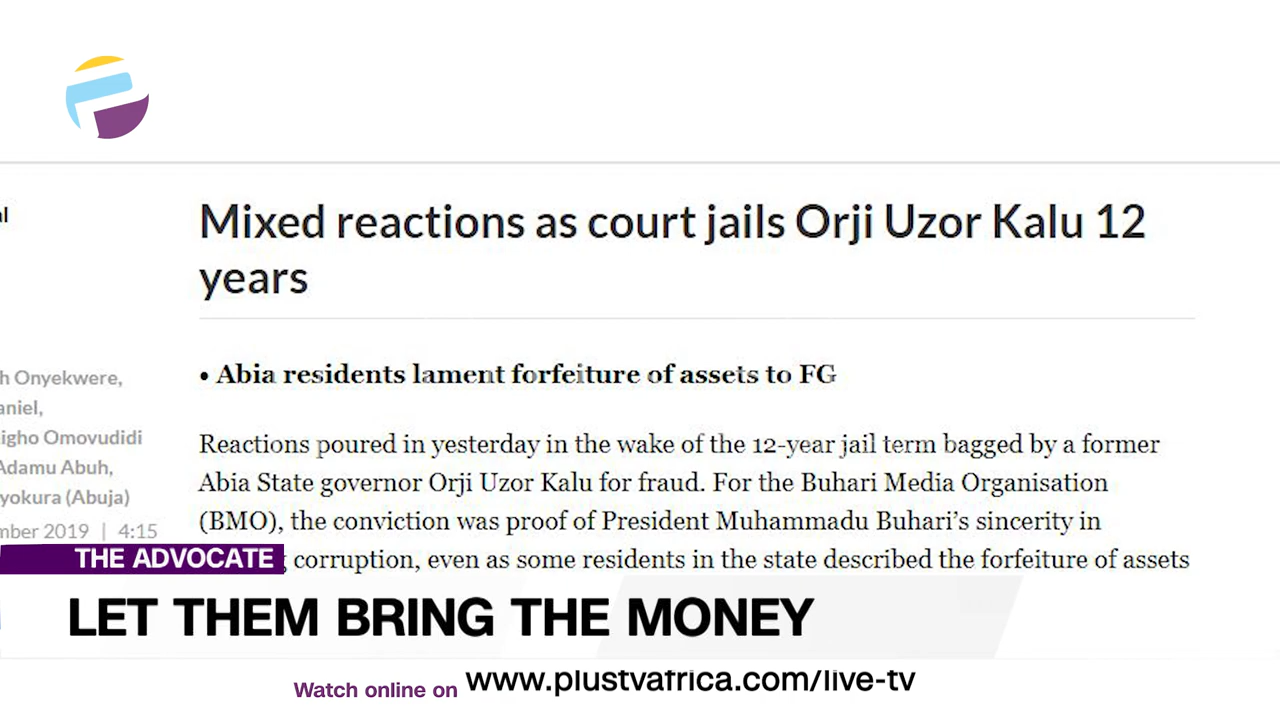 al
Mixed reactions as court jails Orji Uzor Kalu 12
years
• Abia residents lament forfeiture of assets to FG
h Onyekwere,
aniel,
igho Omovudidi
Adamu Abuh,
yokura (Abuja)
mber 2019 | 4:15
Reactions poured in yesterday in the wake of the 12-year jail term bagged by a former
Abia State governor Orji Uzor Kalu for fraud. For the Buhari Media Organisation
(BMO), the conviction was proof of President Muhammadu Buhari's sincerity in
corruption, even as some residents in the state described the forfeiture of assets
THE ADVOCATE
LET THEM BRING THE MONEY
Watch online on www.plustvafrica.com/live-tv